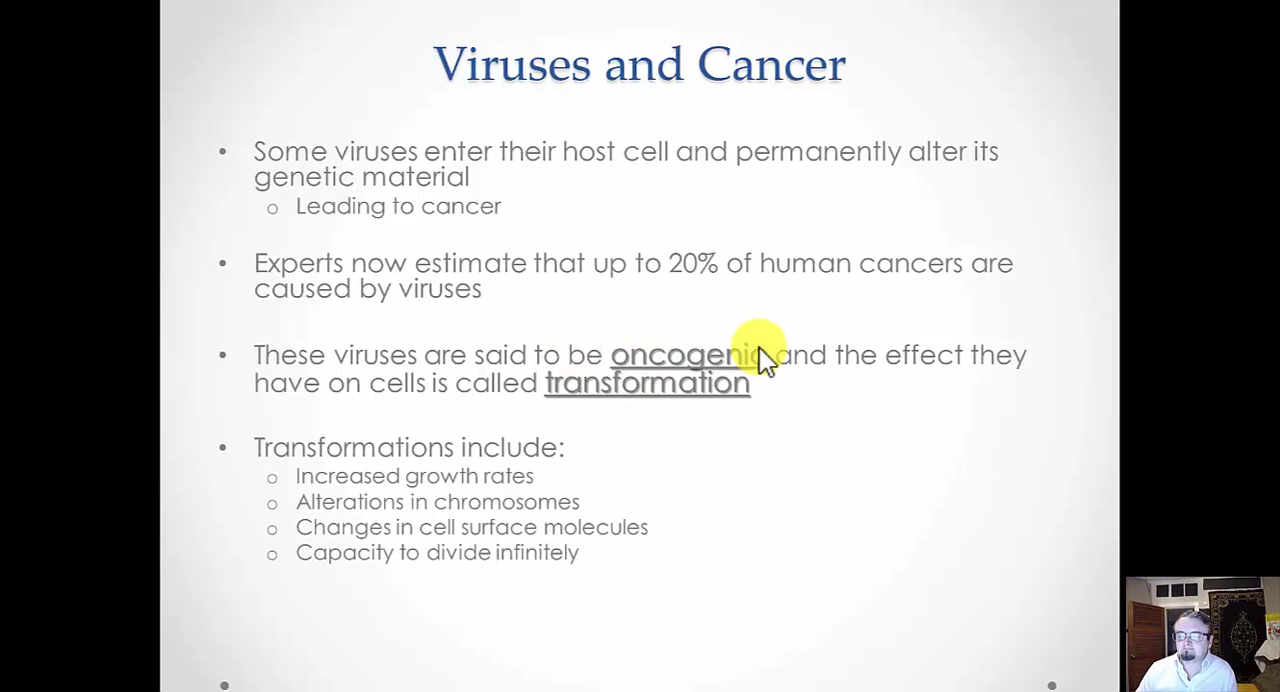 Viruses and Cancer
• Some viruses enter their host cell and permanently alter its
genetic material
o Leading to cancer
• Experts now estimate that up to 20% of human cancers are
caused by viruses
• These viruses are said to be oncogenic and the effect they
have on cells is called transformation
• Transformations include:
o Increased growth rates
o Alterations in chromosomes
o Changes in cell surface molecules
o Capacity to divide infinitely